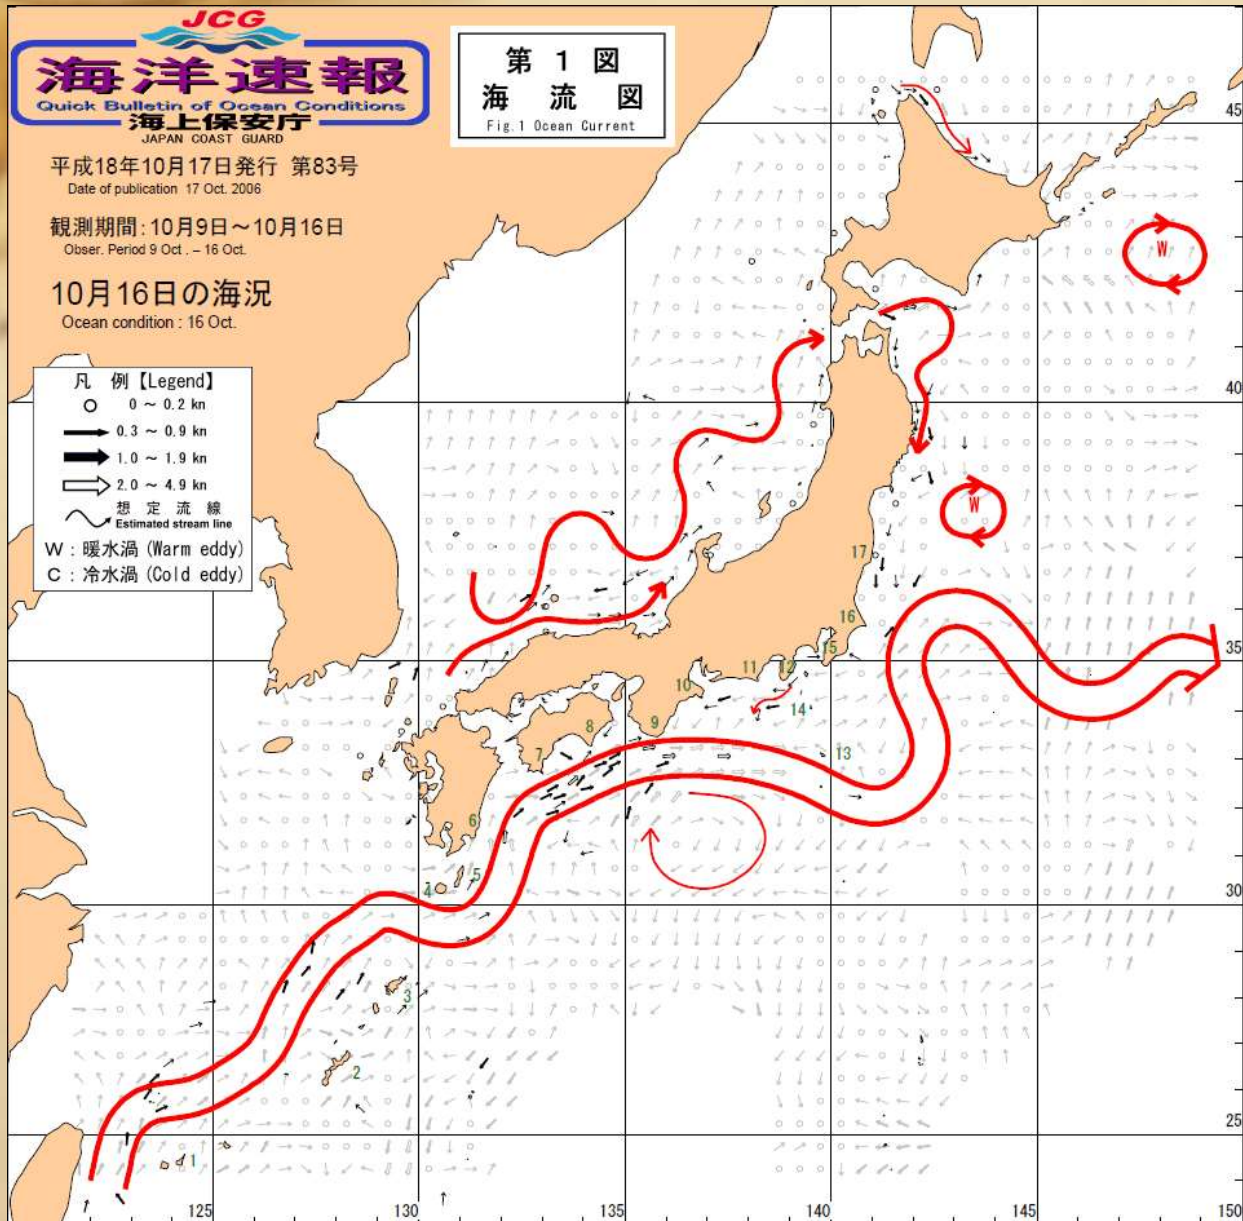 JCG
海洋速報
Quick Bulletin of Ocean Conditions
海上保安庁
JAPAN COAST GUARD
平成18年10月17日発行 第83号
Date of publication 17 Oct. 2006
観測期間:10月9日～10月16日
Obser. Period 9 Oct . – 16 Oct.
10月16日の海況
Ocean condition : 16 Oct.
第 1 図
海 流 図
Fig.1 Ocean Current
凡 例【Legend】
0 ～ 0.2 kn
0.3 ～ 0.9 kn
1.0 ～ 1.9 kn
2.0 ～ 4.9 kn
想 定 流 線
Estimated stream line
W : 暖水渦 (Warm eddy)
C : 冷水渦 (Cold eddy)
45
W
40
W
17
16
35
15
12
11
10
14
9
8
7
13
6
5
4
30
3
2
25
1
125
130
135
140
145
150